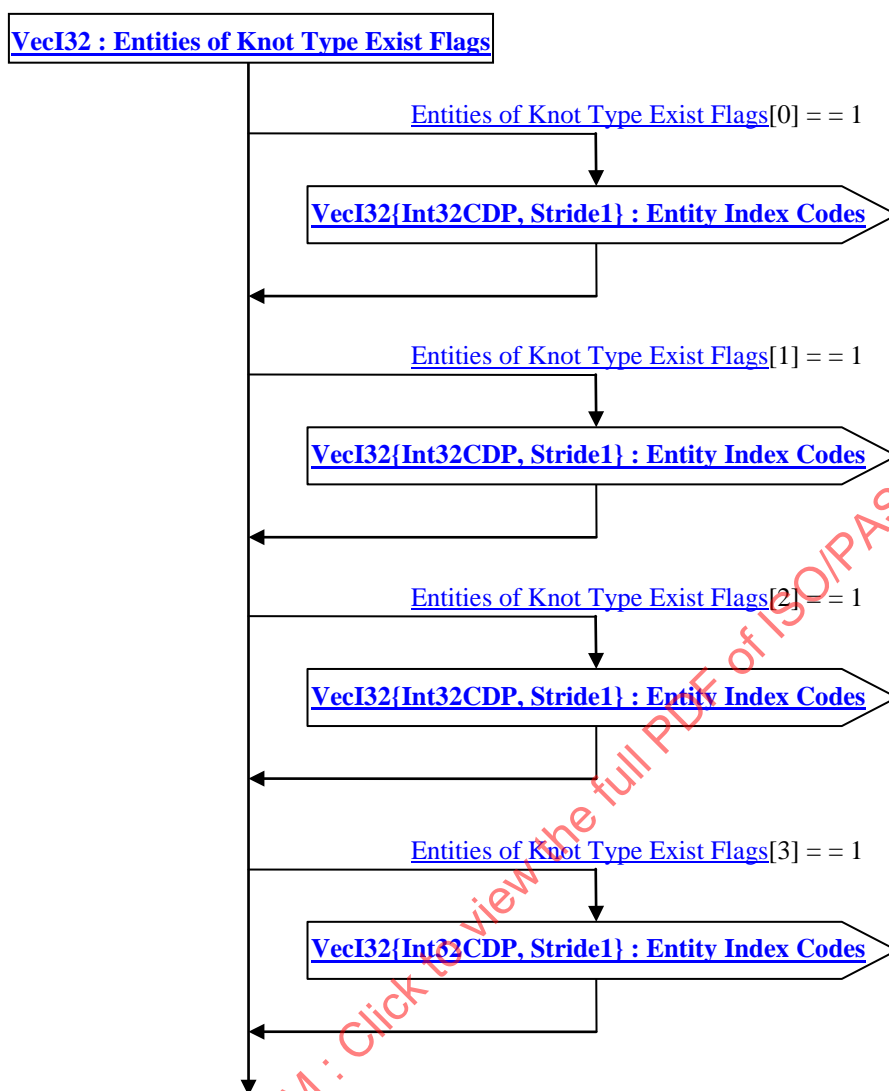 VecI32 : Entities of Knot Type Exist Flags
Entities of Knot Type Exist Flags[0] = = 1
VecI32{Int32CDP, Stride1} : Entity Index Codes
Entities of Knot Type Exist Flags[1] = = 1
VecI32{Int32CDP, Stride1} : Entity Index Codes
Entities of Knot Type Exist Flags[2] = = 1
VecI32{Int32CDP, Stride1} : Entity Index Codes
Entities of Knot Type Exist Flags[3] = = 1
VecI32{Int32CDP, Stride1} : Entity Index Codes
: Click to view the full PDF of ISO/PAS